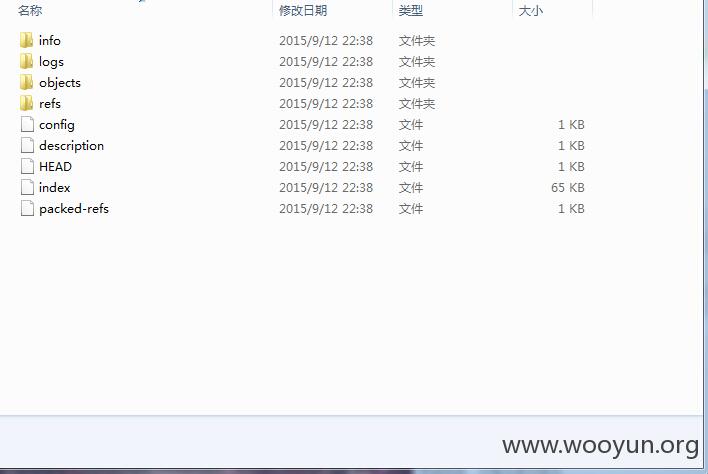 名称 修改日期 类型 大小
info 2015/9/12 22:38 文件夹
logs 2015/9/12 22:38 文件夹
objects 2015/9/12 22:38 文件夹
refs 2015/9/12 22:38 文件夹
config 2015/9/12 22:38 文件 1 KB
description 2015/9/12 22:38 文件 1 KB
HEAD 2015/9/12 22:38 文件 1 KB
index 2015/9/12 22:38 文件 65 KB
packed-refs 2015/9/12 22:38 文件 1 KB
www.wooyun.org